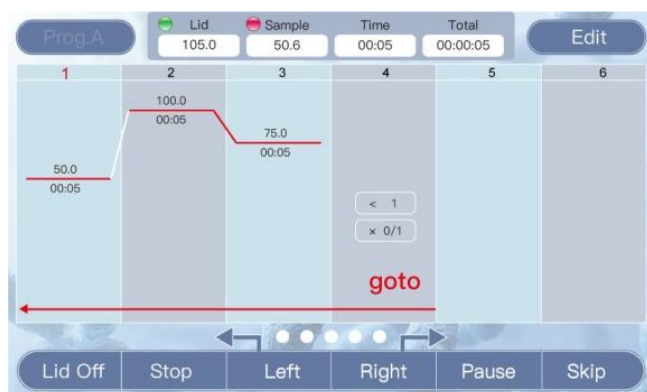 Prog.A
Lid Sample Time Total
105.0 50.6 00:05 00:00:05
Edit
1 2 3 4 5 6
100.0
00:05
75.0
00:05
50.0
00:05
< 1
× 0/1
goto
Lid Off Stop Left Right Pause Skip